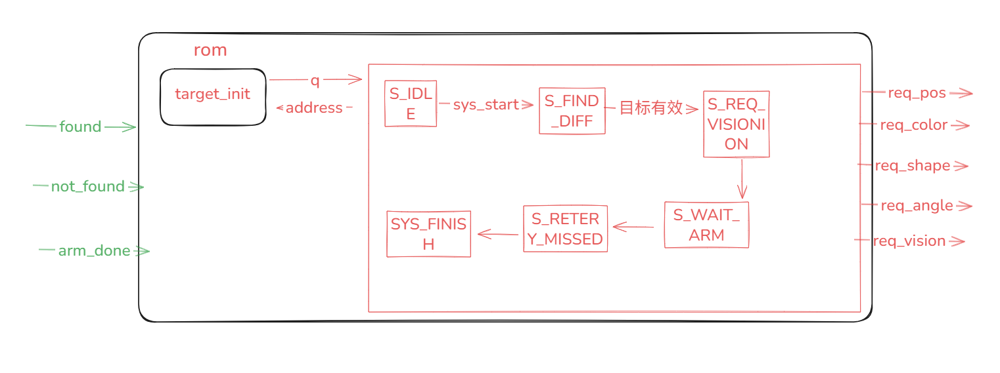 rom
target_init
q
address
found
not_found
arm_done
S_IDL
E
sys_start
S_FIND
_DIFF
目标有效
S_REQ_
VISIONI
ON
S_WAIT_
ARM
S_RETER
Y_MISSED
SYS_FINIS
H
req_pos
req_color
req_shape
req_angle
req_vision